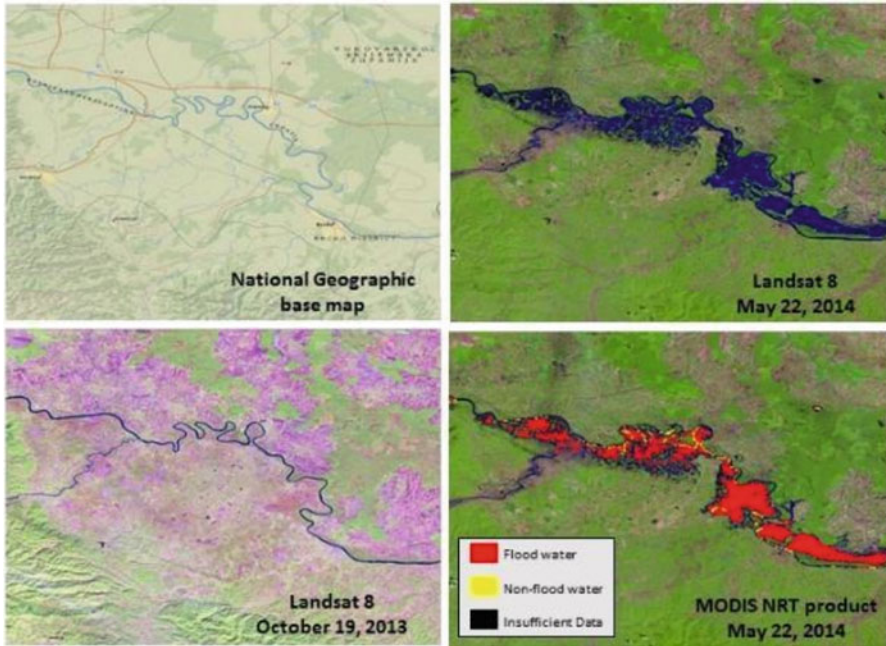 National Geographic
base map
Landsat 8
May 22, 2014
Landsat 8
October 19, 2013
Flood water
Non-flood water
Insufficient Data
MODIS NRT product
May 22, 2014